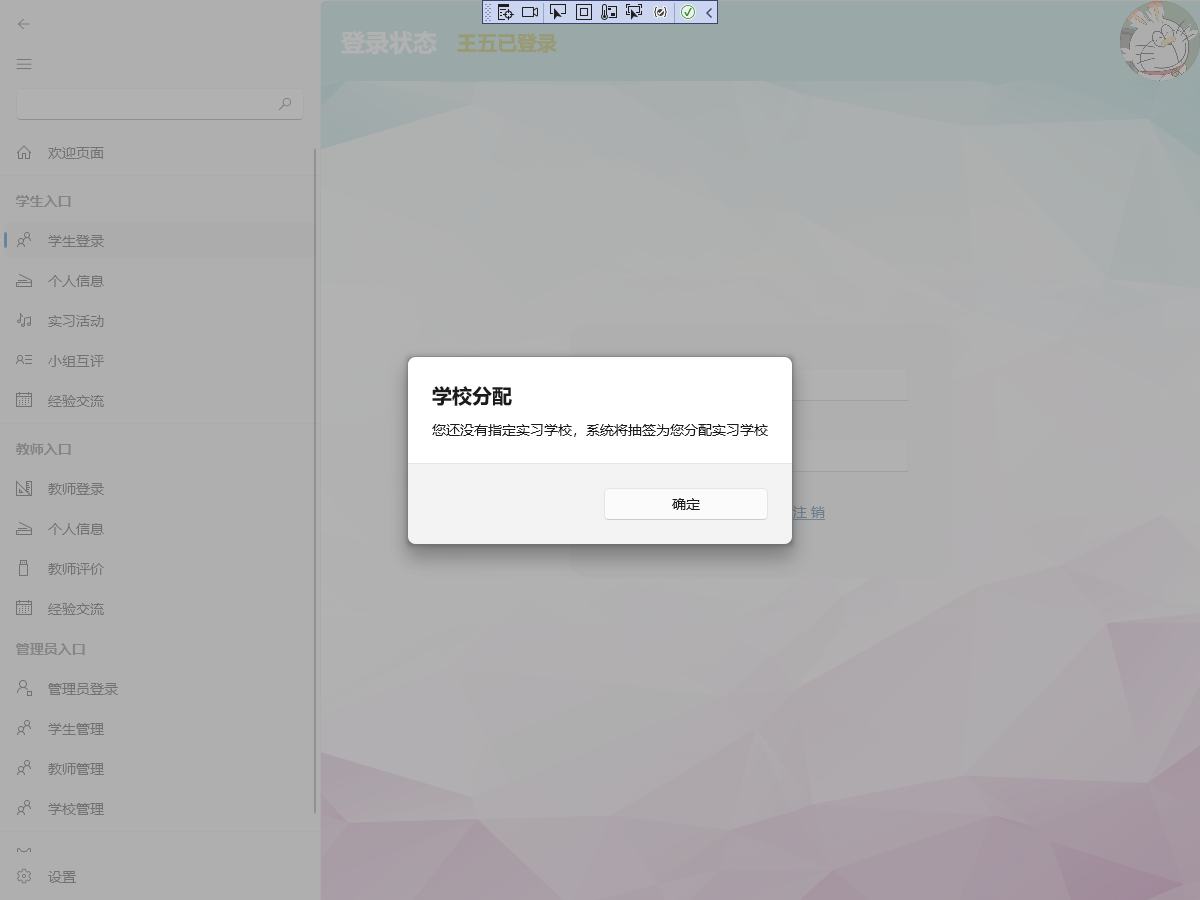 登录状态 王五已登录
欢迎页面
学生入口
学生登录
个人信息
实习活动
小组互评
经验交流
教师入口
教师登录
个人信息
教师评价
经验交流
管理员入口
管理员登录
学生管理
教师管理
学校管理
设置
学校分配
您还没有指定实习学校，系统将抽签为您分配实习学校
确定
注 销